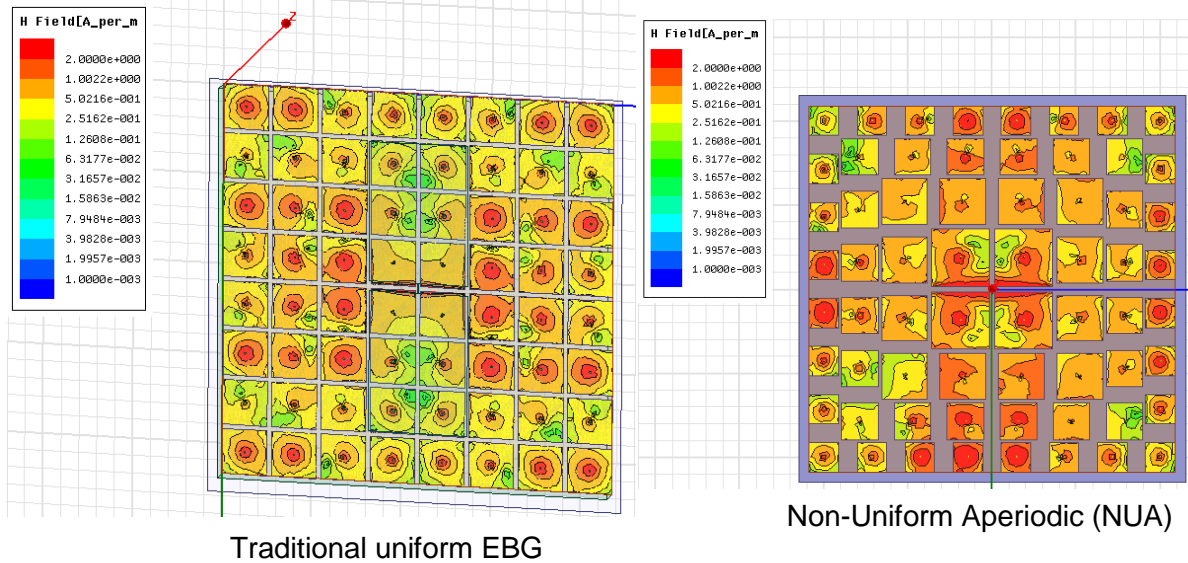 H Field[A_per_m
2.0000e+000
1.0022e+000
5.0216e-001
2.5162e-001
1.2608e-001
6.3177e-002
3.1657e-002
1.5863e-002
7.9484e-003
3.9828e-003
1.9957e-003
1.0000e-003
Z
H Field[A_per_m
2.0000e+000
1.0022e+000
5.0216e-001
2.5162e-001
1.2608e-001
6.3177e-002
3.1657e-002
1.5863e-002
7.9484e-003
3.9828e-003
1.9957e-003
1.0000e-003
Traditional uniform EBG
Non-Uniform Aperiodic (NUA)